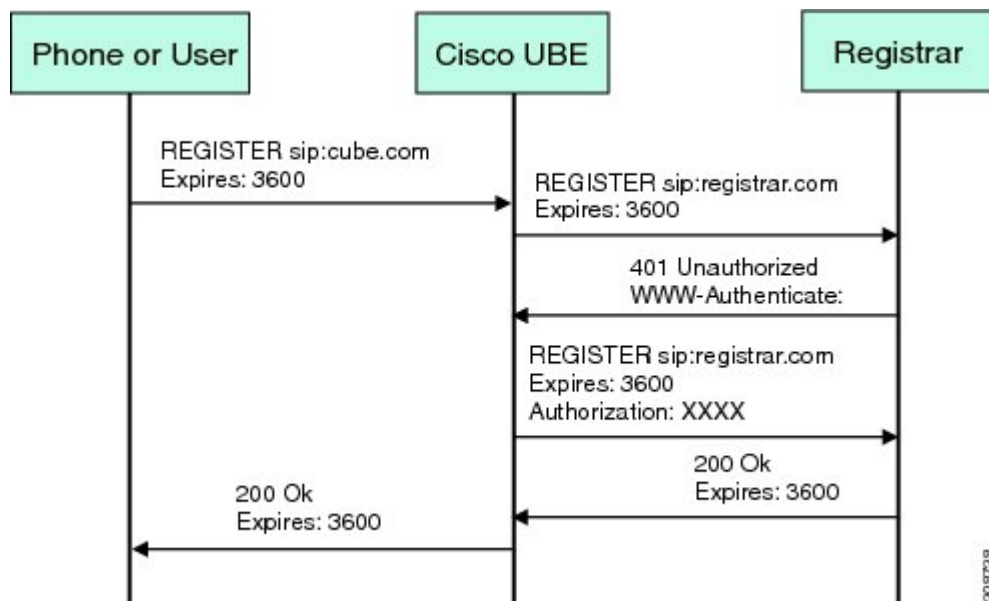 Phone or User
Cisco UBE
Registrar
REGISTER sip:cube.com
Expires: 3600
REGISTER sip:registrar.com
Expires: 3600
401 Unauthorized
WWW-Authenticate:
REGISTER sip:registrar.com
Expires: 3600
Authorization: XXXX
200 Ok
Expires: 3600
200 Ok
Expires: 3600